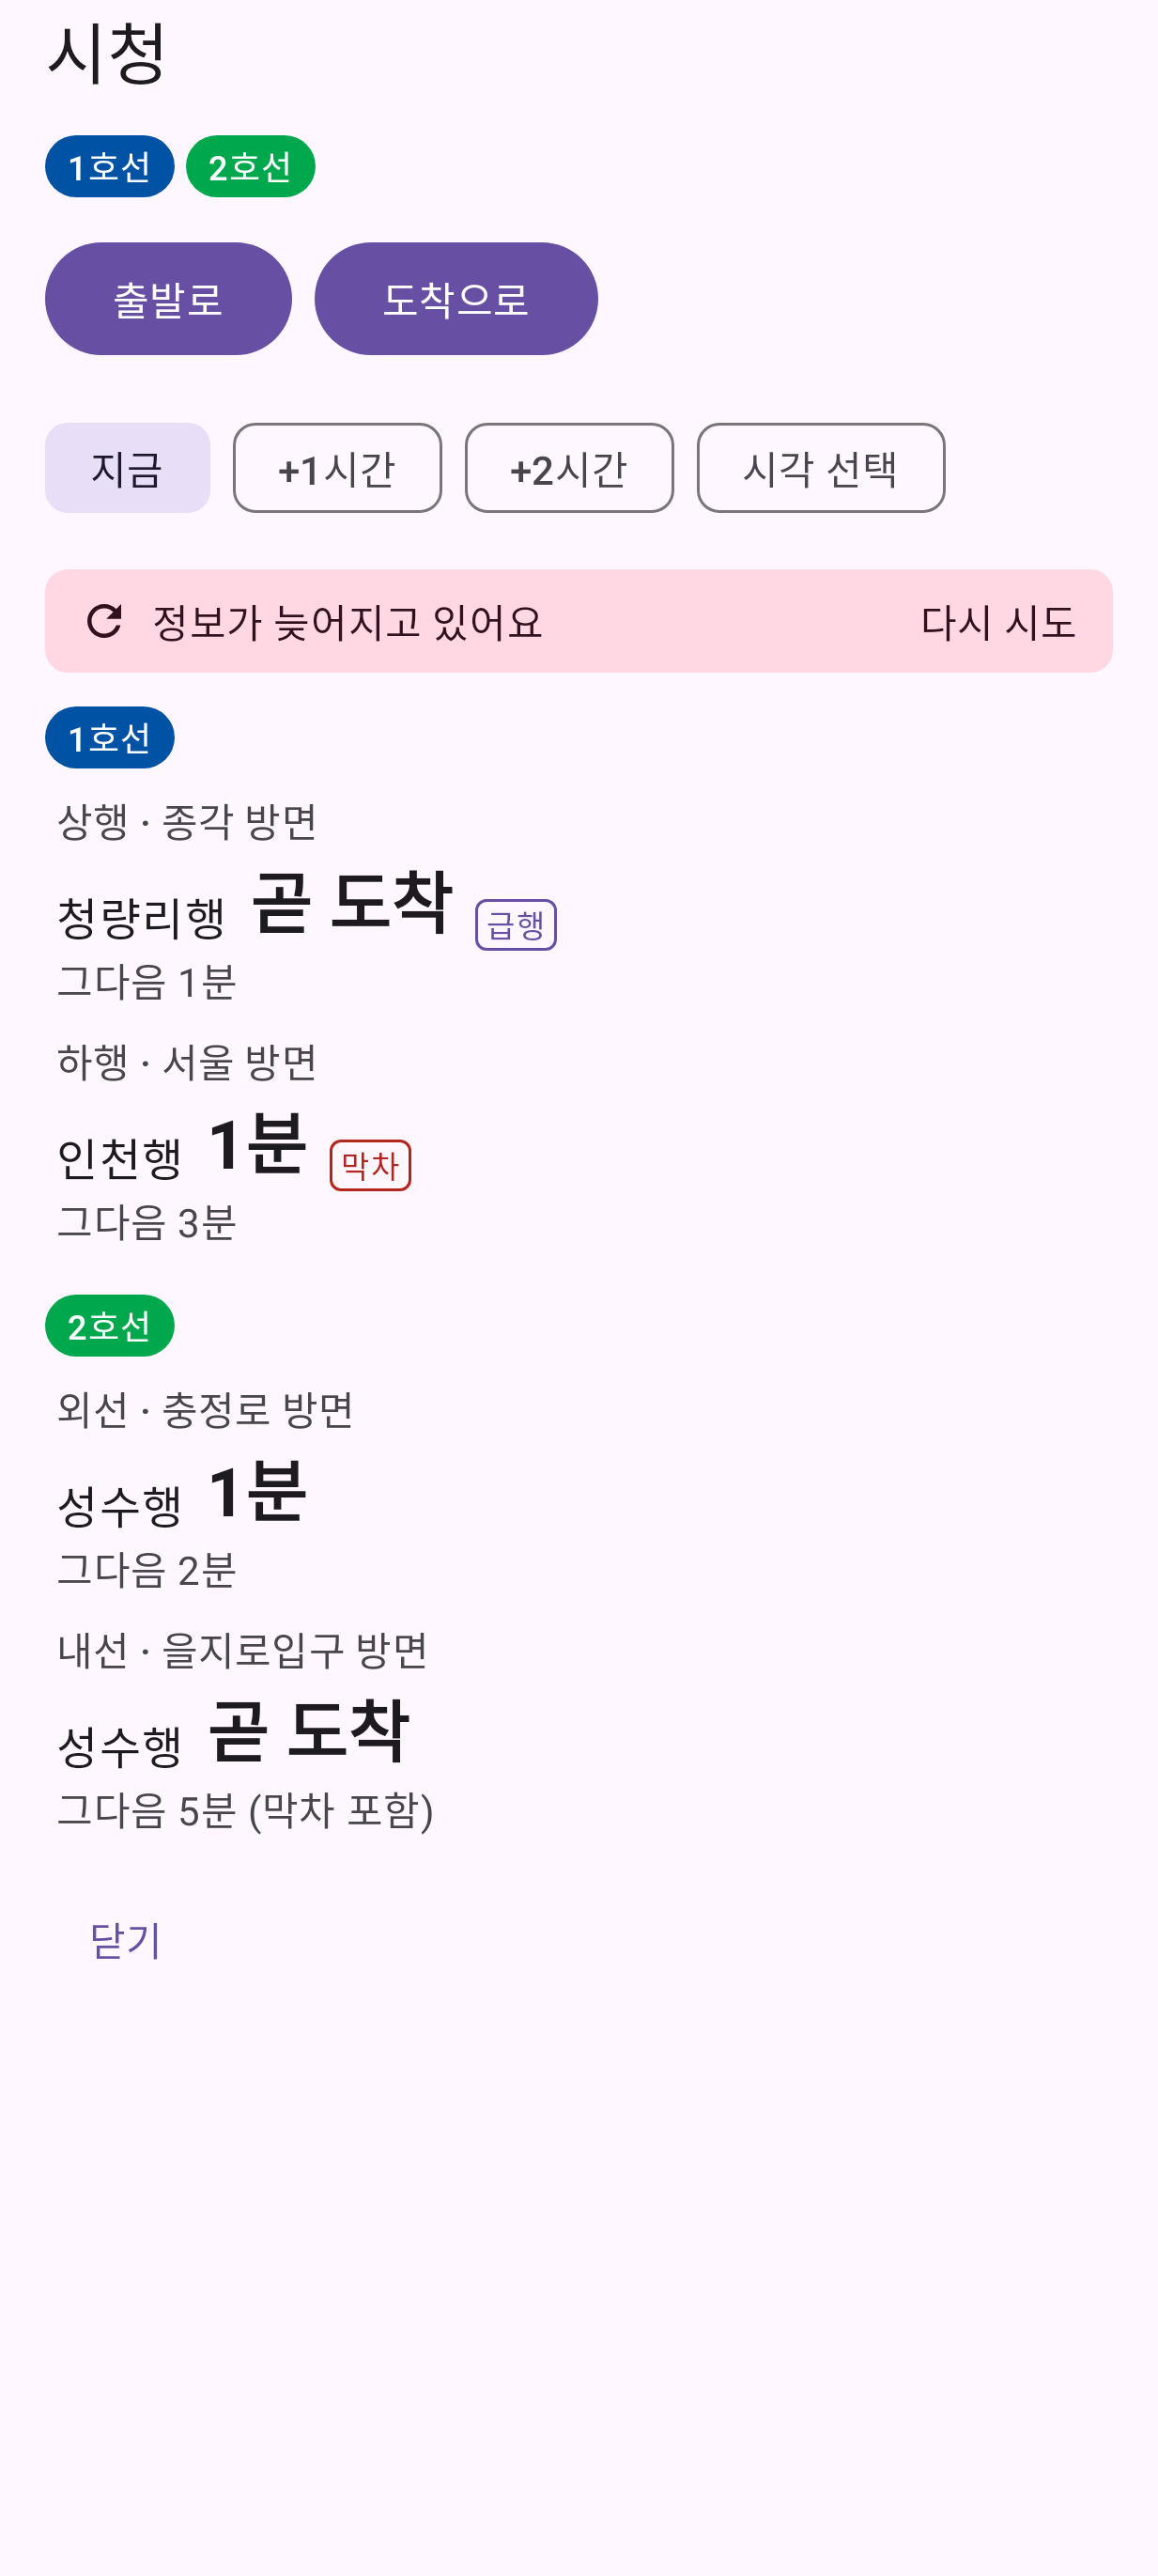 시청
1호선 2호선
출발로 도착으로
지금 +1시간 +2시간 시각 선택
정보가 늦어지고 있어요 다시 시도
1호선
상행 · 종각 방면
청량리행 곧 도착 급행
그다음 1분
하행 · 서울 방면
인천행 1분 막차
그다음 3분
2호선
외선 · 충정로 방면
성수행 1분
그다음 2분
내선 · 을지로입구 방면
성수행 곧 도착
그다음 5분 (막차 포함)
닫기